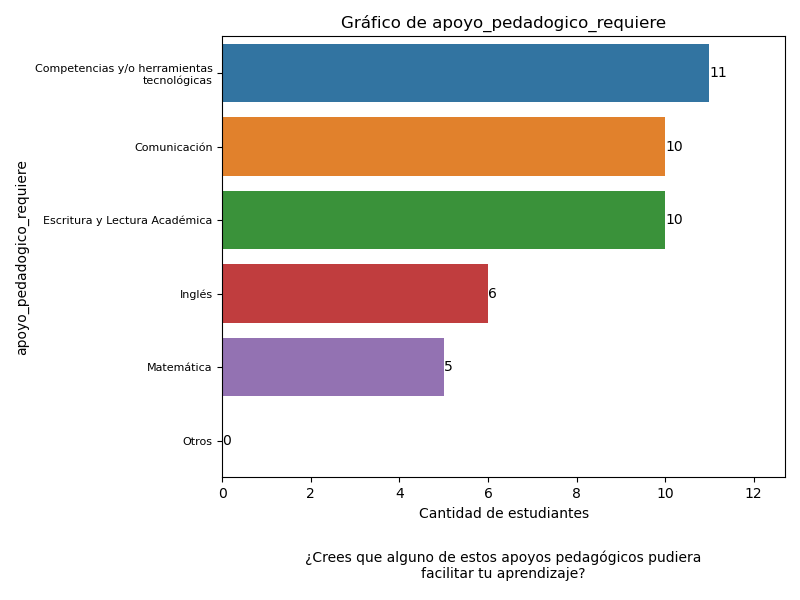 Gráfico de apoyo_pedadogico_requiere
apoyo_pedadogico_requiere
Competencias y/o herramientas
tecnológicas
11
Comunicación
10
Escritura y Lectura Académica
10
Inglés
6
Matemática
5
Otros
0
0 2 4 6 8 10 12
Cantidad de estudiantes
¿Crees que alguno de estos apoyos pedagógicos pudiera
facilitar tu aprendizaje?